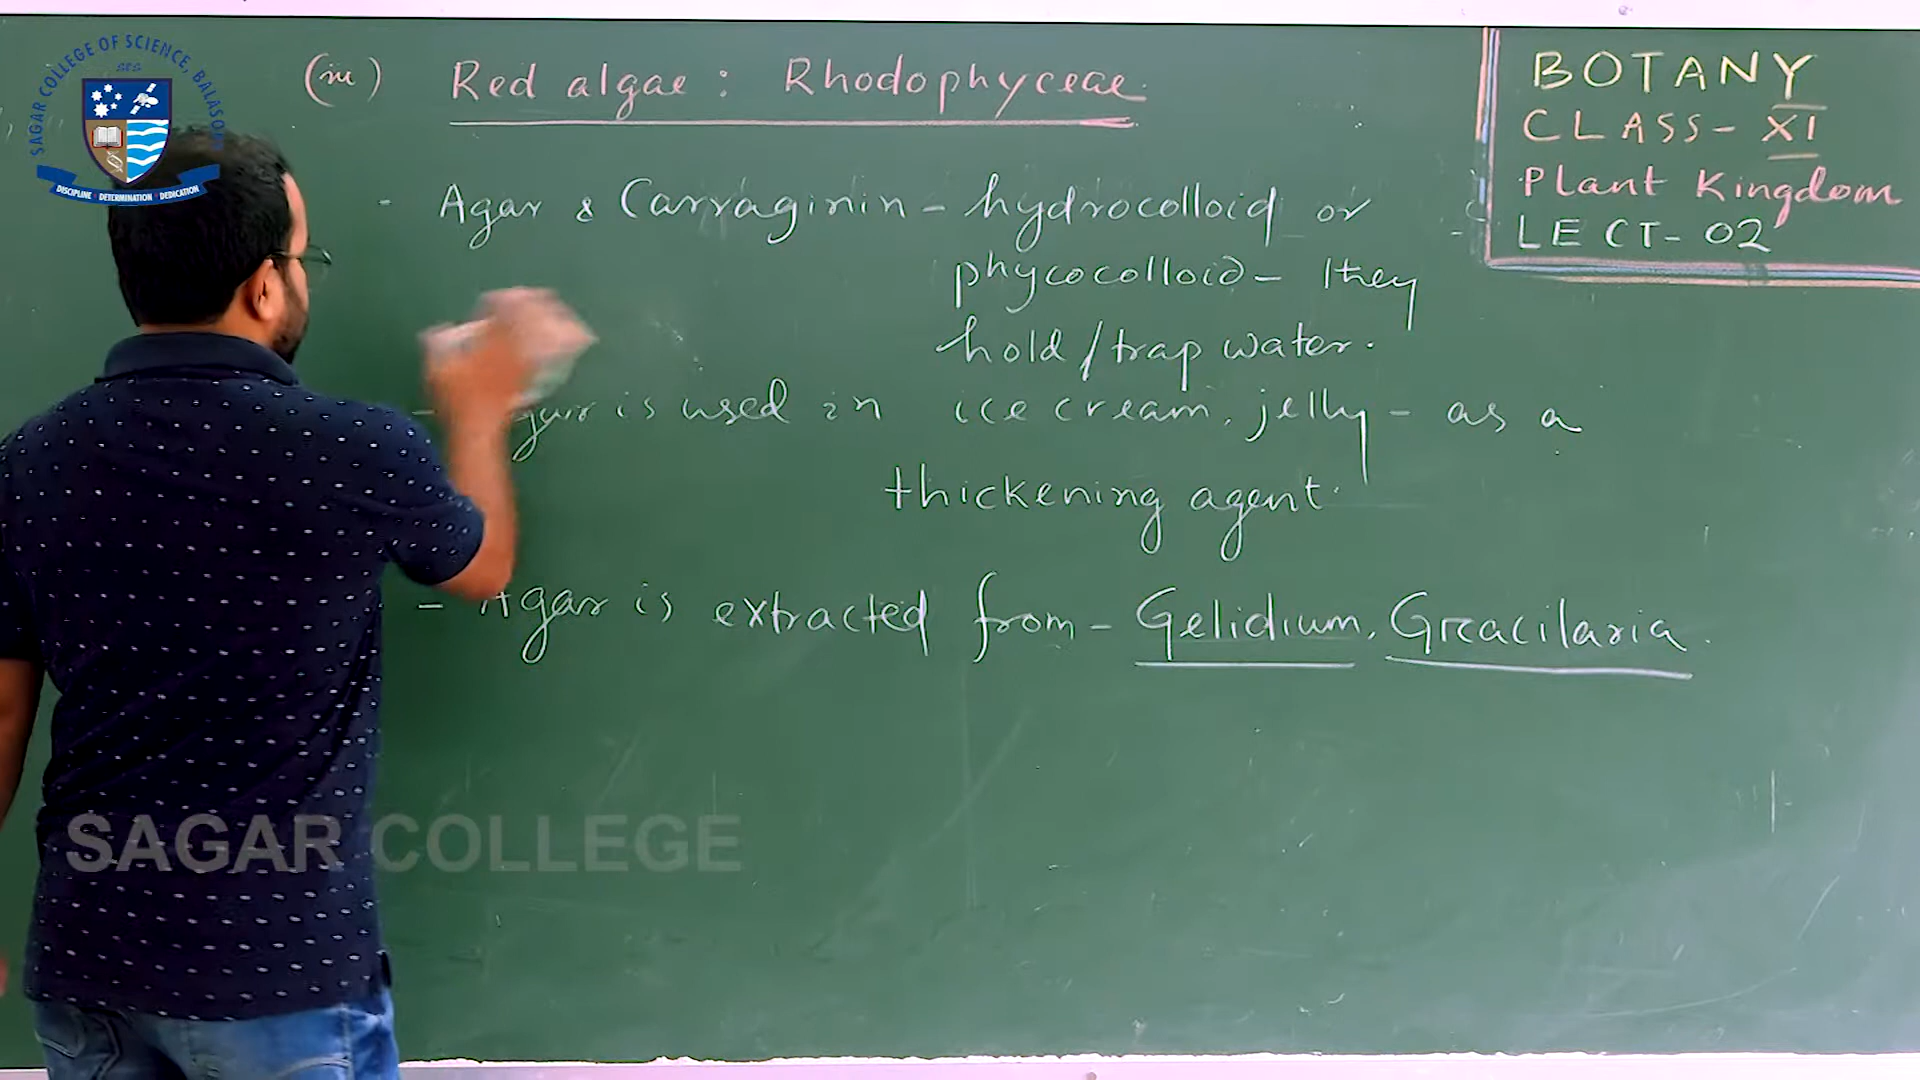 SAGAR COLLEGE OF SCIENCE, BALASORE
SCS
DISCIPLINE DETERMINATION DEDICATION
(iii) Red algae : Rhodophyceae.
- Agar & Carraginin - hydrocolloid or
phycocolloid - they
hold / trap water.
- Agar is used in ice cream, jelly - as a
thickening agent.
- Agar is extracted from - Gelidium, Gracilaria.
BOTANY
CLASS - XI
Plant Kingdom
LECT - 02
SAGAR COLLEGE